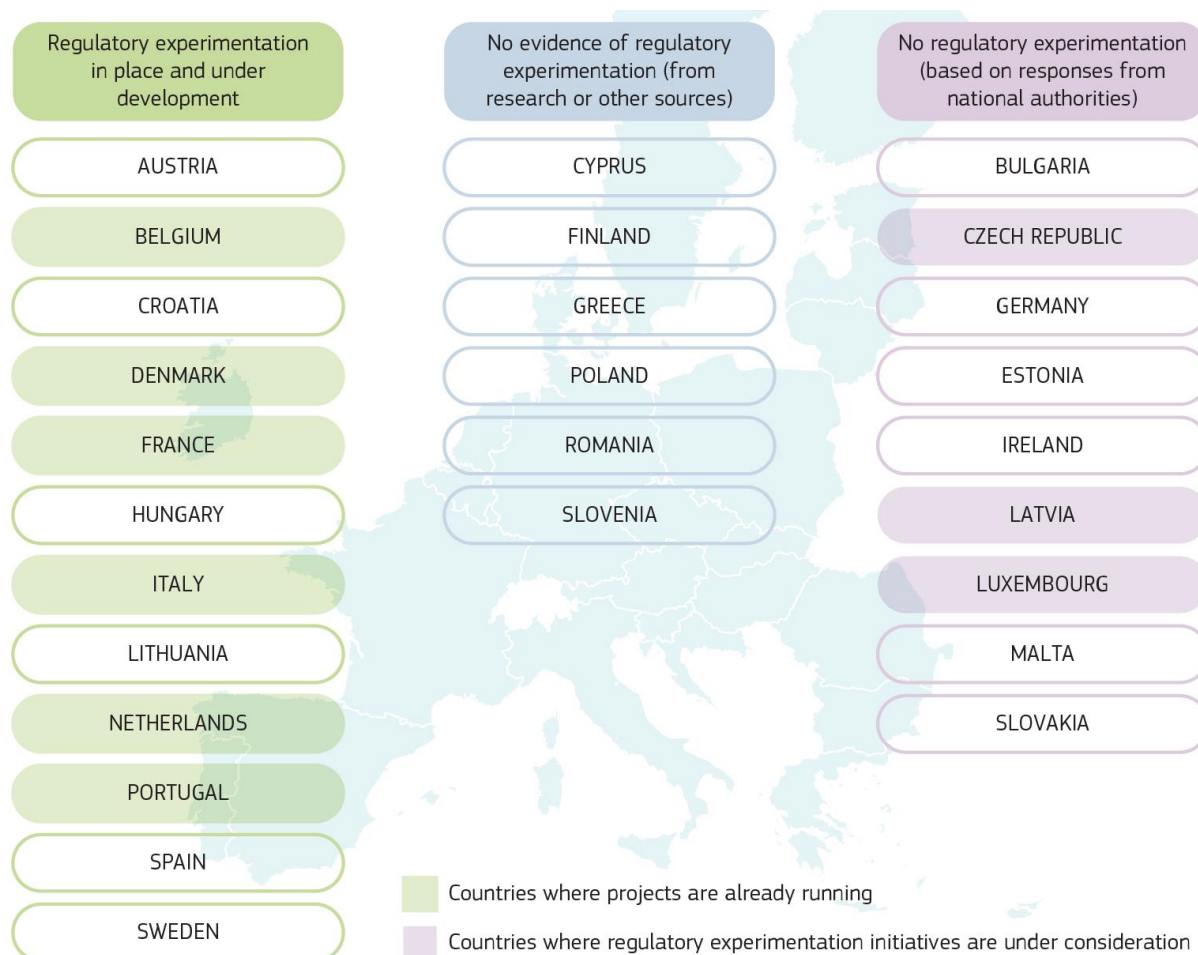 Regulatory experimentation
in place and under
development
AUSTRIA
BELGIUM
CROATIA
DENMARK
FRANCE
HUNGARY
ITALY
LITHUANIA
NETHERLANDS
PORTUGAL
SPAIN
SWEDEN
No evidence of regulatory
experimentation (from
research or other sources)
CYPRUS
FINLAND
GREECE
POLAND
ROMANIA
SLOVENIA
No regulatory experimentation
(based on responses from
national authorities)
BULGARIA
CZECH REPUBLIC
GERMANY
ESTONIA
IRELAND
LATVIA
LUXEMBOURG
MALTA
SLOVAKIA
Countries where projects are already running
Countries where regulatory experimentation initiatives are under consideration